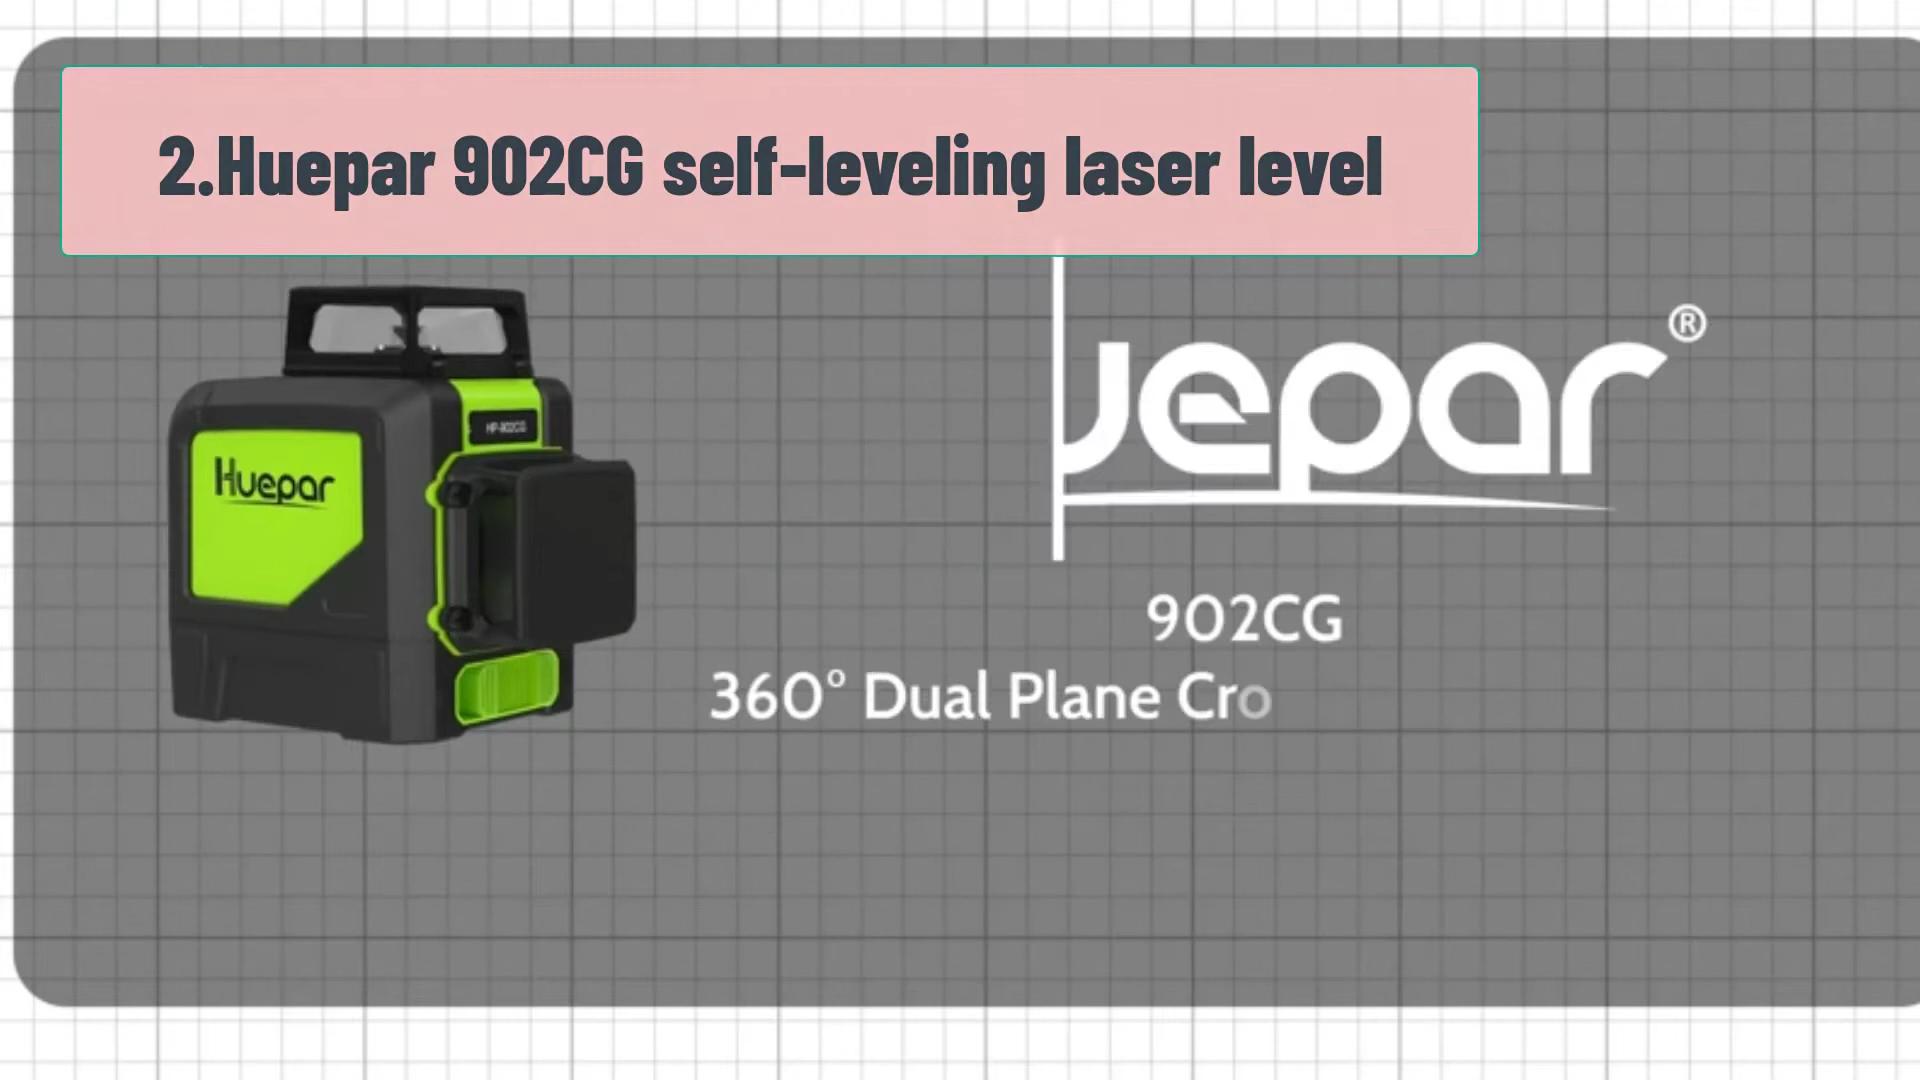 2.Huepar 902CG self-leveling laser level
Huepar
HP-902CG
uepar®
902CG
360° Dual Plane Cro